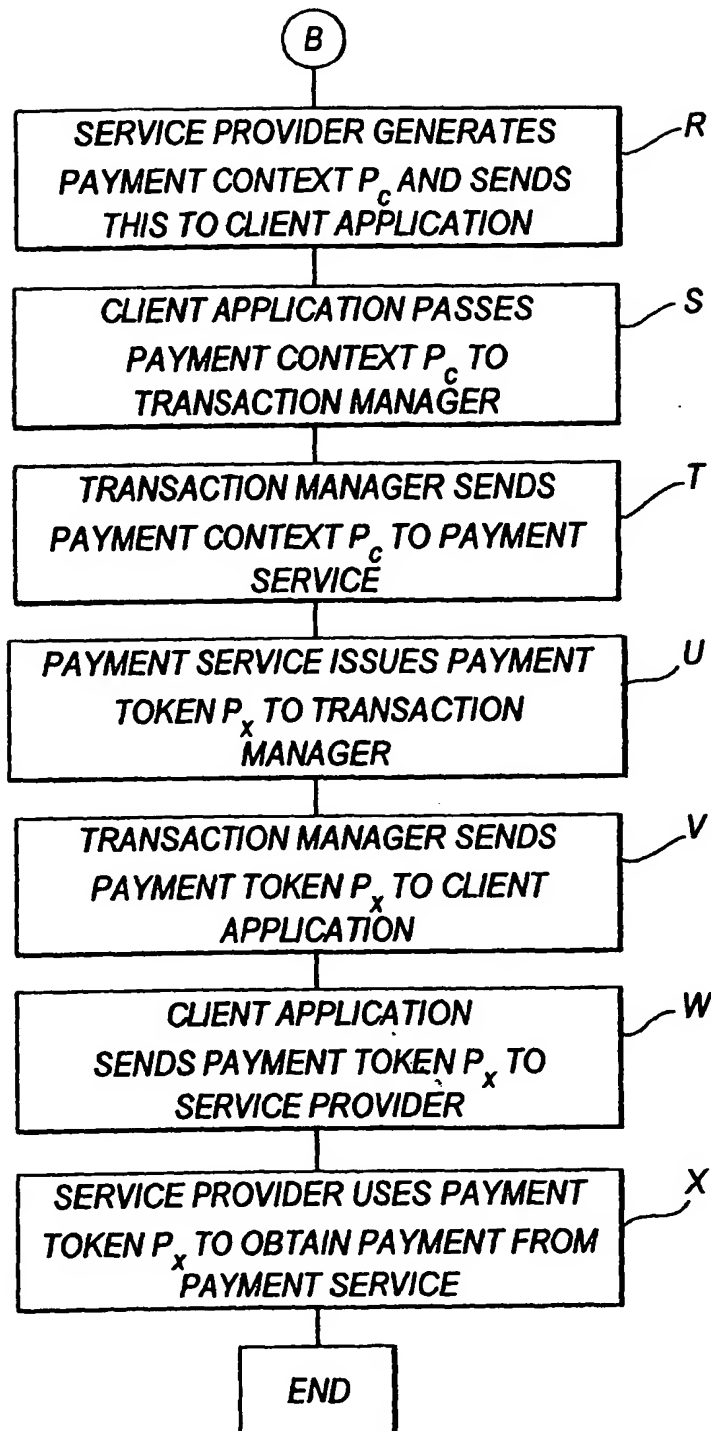 B
SERVICE PROVIDER GENERATES
PAYMENT CONTEXT Pc AND SENDS
THIS TO CLIENT APPLICATION
R
CLIENT APPLICATION PASSES
PAYMENT CONTEXT Pc TO
TRANSACTION MANAGER
S
TRANSACTION MANAGER SENDS
PAYMENT CONTEXT Pc TO PAYMENT
SERVICE
T
PAYMENT SERVICE ISSUES PAYMENT
TOKEN Px TO TRANSACTION
MANAGER
U
TRANSACTION MANAGER SENDS
PAYMENT TOKEN Px TO CLIENT
APPLICATION
V
CLIENT APPLICATION
SENDS PAYMENT TOKEN Px TO
SERVICE PROVIDER
W
SERVICE PROVIDER USES PAYMENT
TOKEN Px TO OBTAIN PAYMENT FROM
PAYMENT SERVICE
X
END